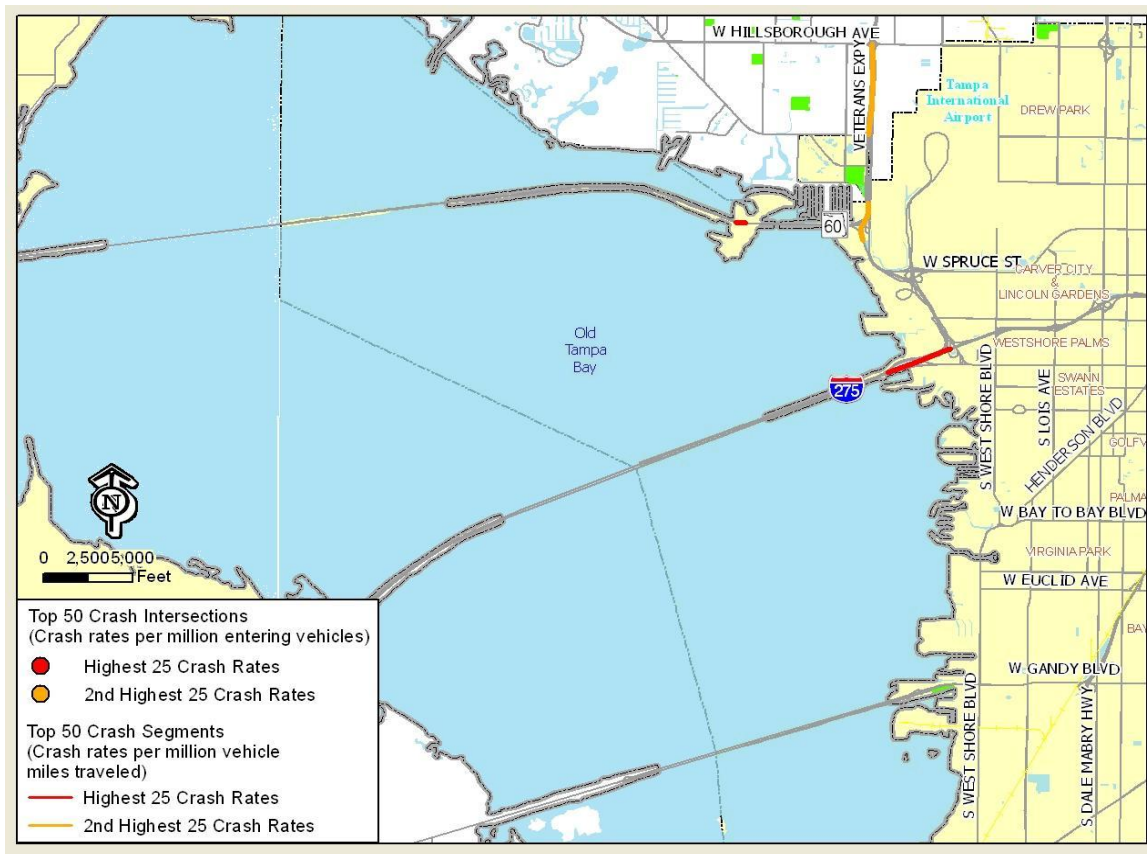 W HILLSBOROUGH AVE
VETERANS EXPY
Tampa
International
Airport
DREW PARK
60
W SPRUCE ST
CARVER CITY
&
LINCOLN GARDENS
WESTSHORE PALMS
Old
Tampa
Bay
275
S WEST SHORE BLVD
S LOIS AVE
SWANN
ESTATES
HENDERSON BLVD
GOLFV
PALMA
W BAY TO BAY BLVD
VIRGINIA PARK
W EUCLID AVE
BAY
W GANDY BLVD
S WEST SHORE BLVD
S DALE MABRY HWY
N
0 2,500 5,000
Feet
Top 50 Crash Intersections
(Crash rates per million entering vehicles)
Highest 25 Crash Rates
2nd Highest 25 Crash Rates
Top 50 Crash Segments
(Crash rates per million vehicle
miles traveled)
Highest 25 Crash Rates
2nd Highest 25 Crash Rates